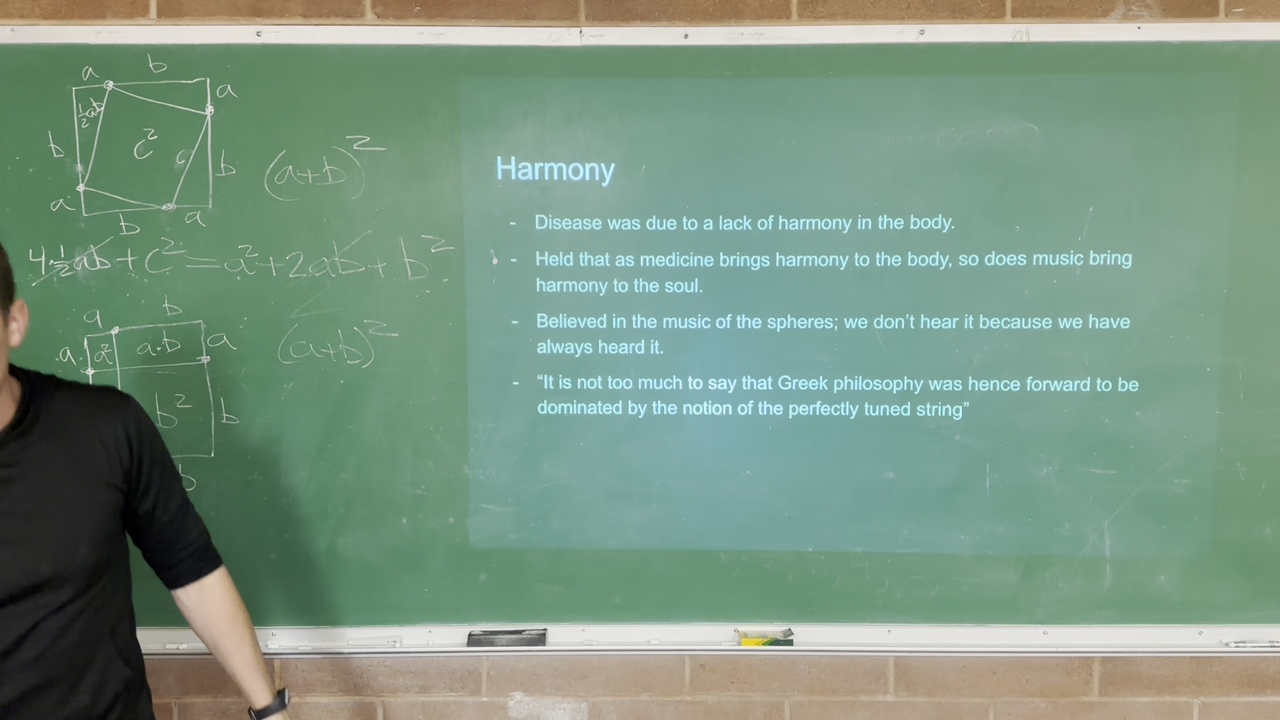 a b
a
½ab
c²
b
c
b
(a+b)²
a
b
a
4·½ab + c² = a² + 2ab + b²
a b
a a² a·b a
(a+b)²
b² b
b
Harmony
- Disease was due to a lack of harmony in the body.
- Held that as medicine brings harmony to the body, so does music bring
harmony to the soul.
- Believed in the music of the spheres; we don’t hear it because we have
always heard it.
- “It is not too much to say that Greek philosophy was hence forward to be
dominated by the notion of the perfectly tuned string”